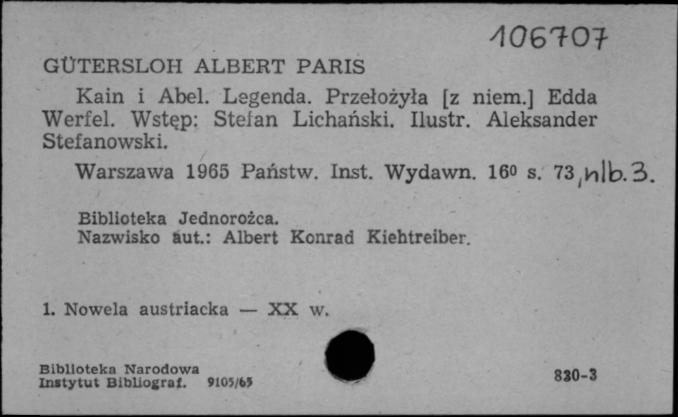 106707
GÜTERSLOH ALBERT PARIS
Kain i Abel. Legenda. Przełożyła [z niem.] Edda
Werfel. Wstęp: Stefan Lichański. Ilustr. Aleksander
Stefanowski.
Warszawa 1965 Państw. Inst. Wydawn. 16⁰ s. 73, nlb. 3.
Biblioteka Jednorożca.
Nazwisko aut.: Albert Konrad Kiehtreiber.
1. Nowela austriacka — XX w.
Biblioteka Narodowa
Instytut Bibliograf. 9105/65
830-3